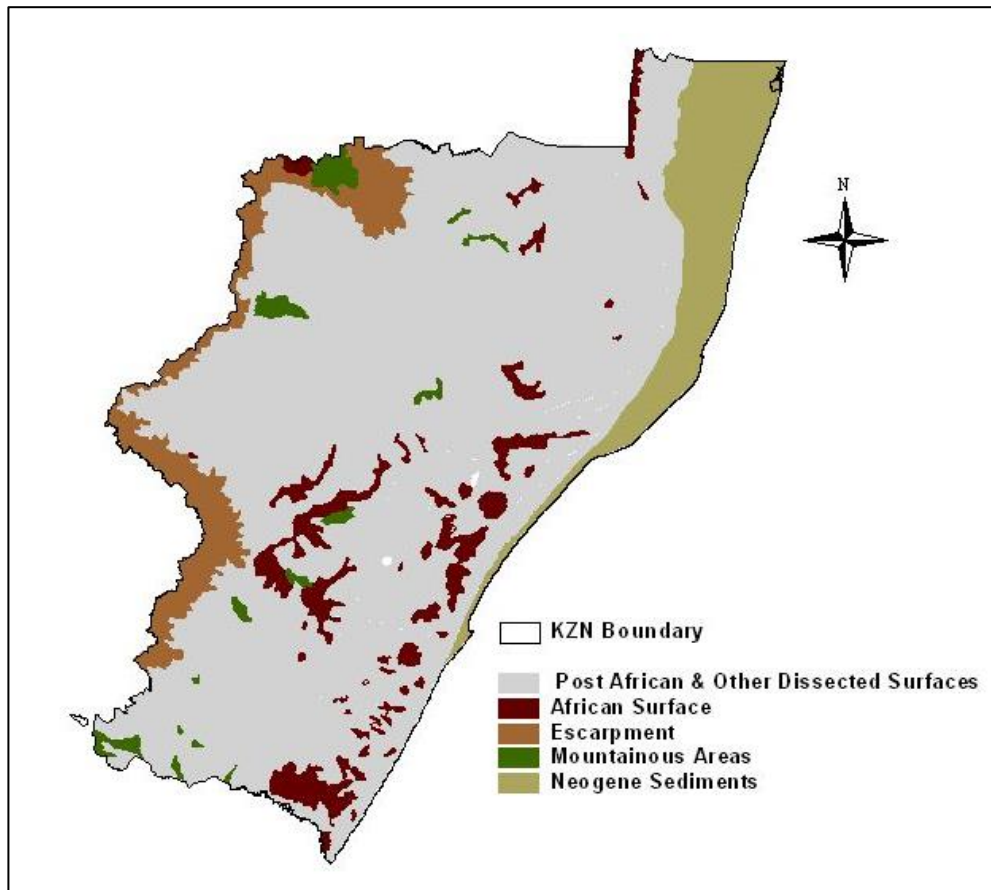 N
KZN Boundary
Post African & Other Dissected Surfaces
African Surface
Escarpment
Mountainous Areas
Neogene Sediments